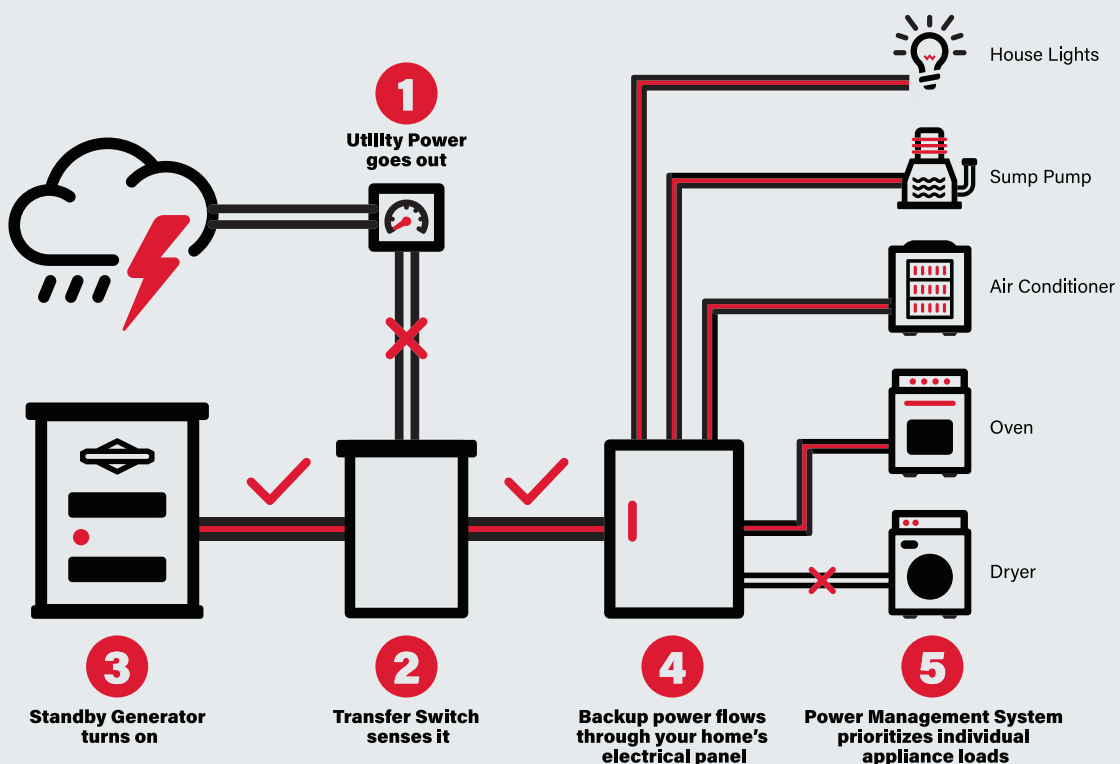 1
Utility Power
goes out
House Lights
Sump Pump
Air Conditioner
Oven
Dryer
3
Standby Generator
turns on
2
Transfer Switch
senses it
4
Backup power flows
through your home's
electrical panel
5
Power Management System
prioritizes individual
appliance loads